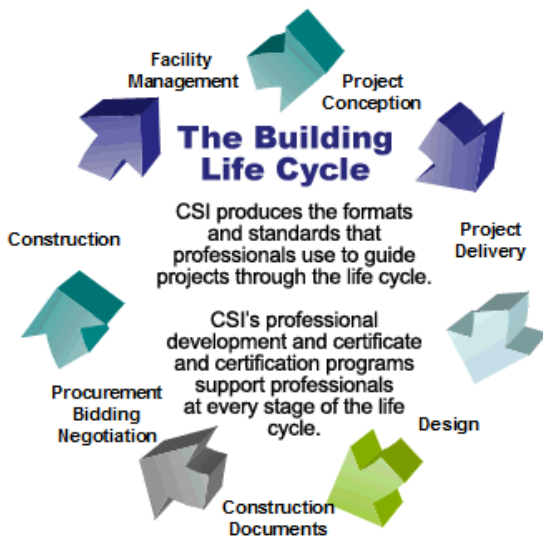 Facility
Management
Project
Conception
The Building
Life Cycle
CSI produces the formats
and standards that
professionals use to guide
projects through the life cycle.
CSI's professional
development and certificate
and certification programs
support professionals
at every stage of the life
cycle.
Project
Delivery
Design
Construction
Documents
Procurement
Bidding
Negotiation
Construction